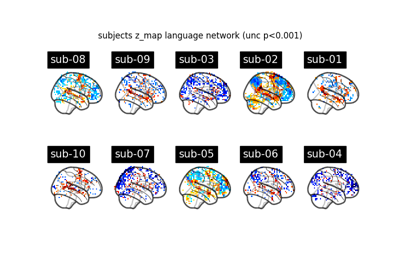 subjects z_map language network (unc p<0.001)
sub-08 sub-09 sub-03 sub-02 sub-01
sub-10 sub-07 sub-05 sub-06 sub-04